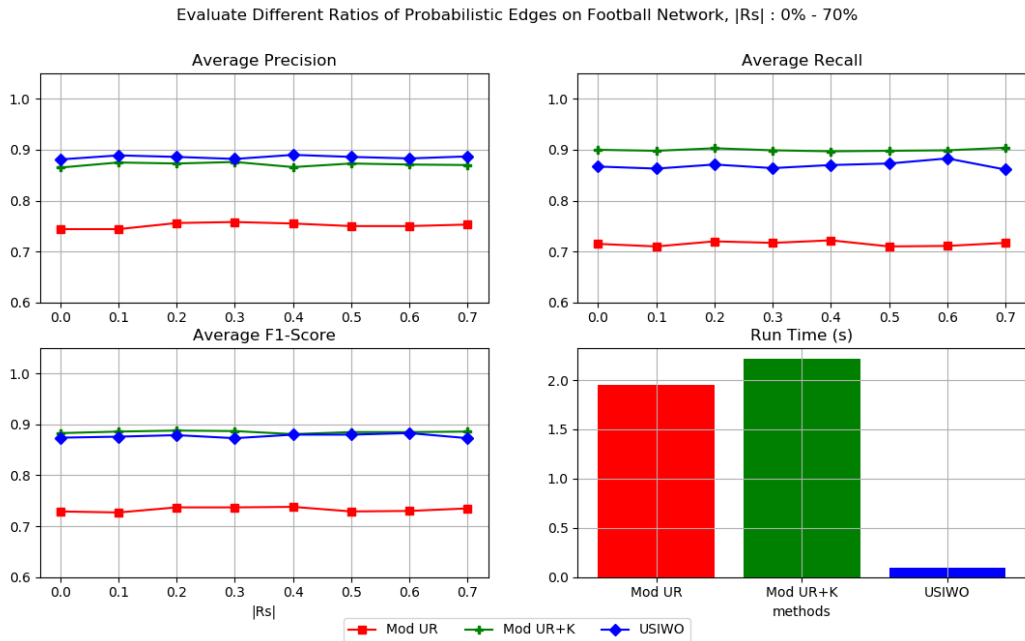 Evaluate Different Ratios of Probabilistic Edges on Football Network, |Rs| : 0% - 70%
Average Precision
1.0
0.9
0.8
0.7
0.6
0.0 0.1 0.2 0.3 0.4 0.5 0.6 0.7
Average Recall
1.0
0.9
0.8
0.7
0.6
0.0 0.1 0.2 0.3 0.4 0.5 0.6 0.7
Average F1-Score
1.0
0.9
0.8
0.7
0.6
0.0 0.1 0.2 0.3 0.4 0.5 0.6 0.7
|Rs|
Run Time (s)
2.0
1.5
1.0
0.5
0.0
Mod UR Mod UR+K USIWO
methods
Mod UR Mod UR+K USIWO